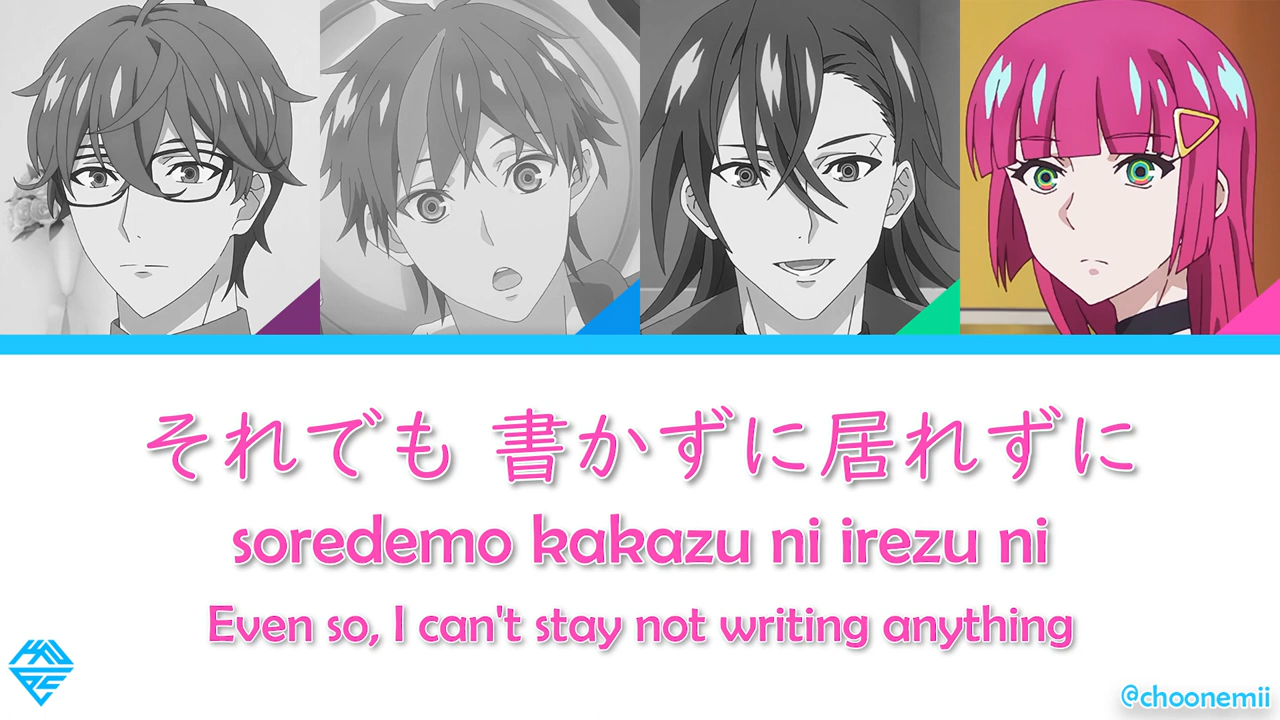 それでも 書かずに居れずに
soredemo kakazu ni irezu ni
Even so, I can't stay not writing anything
@choonemii